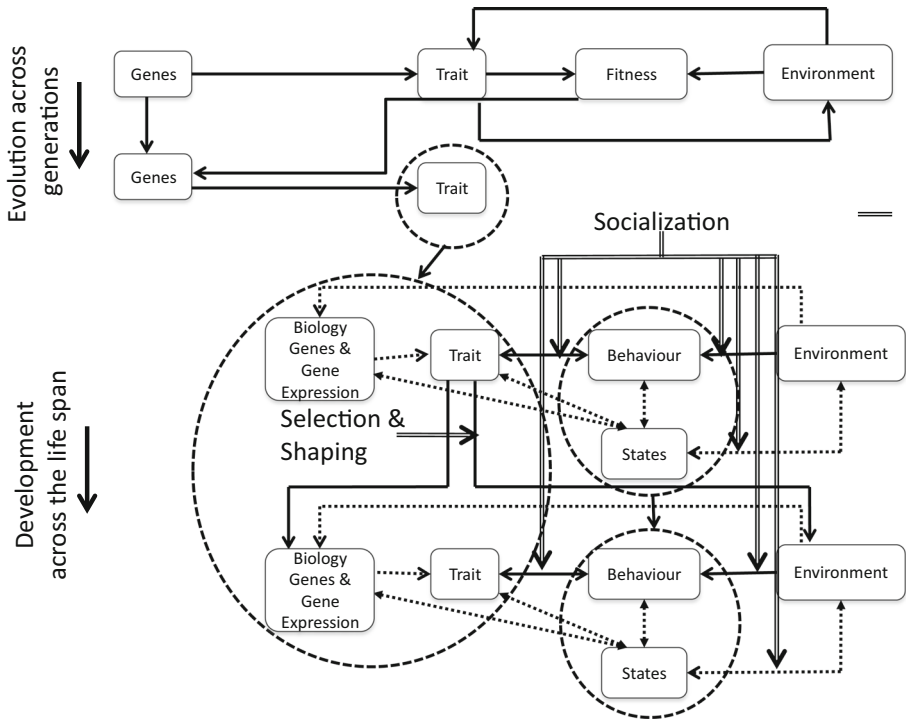 Evolution across
generations
Genes
Trait
Fitness
Environment
Genes
Trait
Socialization
Development
across the life span
Biology
Genes &
Gene
Expression
Trait
Behaviour
Environment
Selection &
Shaping
States
Biology
Genes &
Gene
Expression
Trait
Behaviour
Environment
States